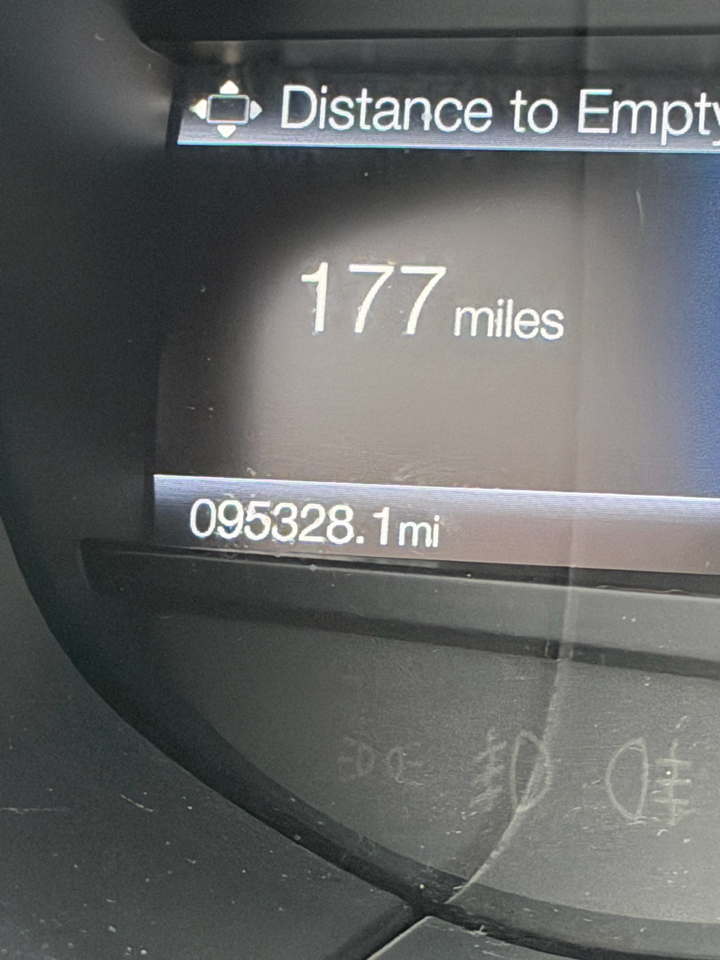 Distance to Empty
177 miles
095328.1mi